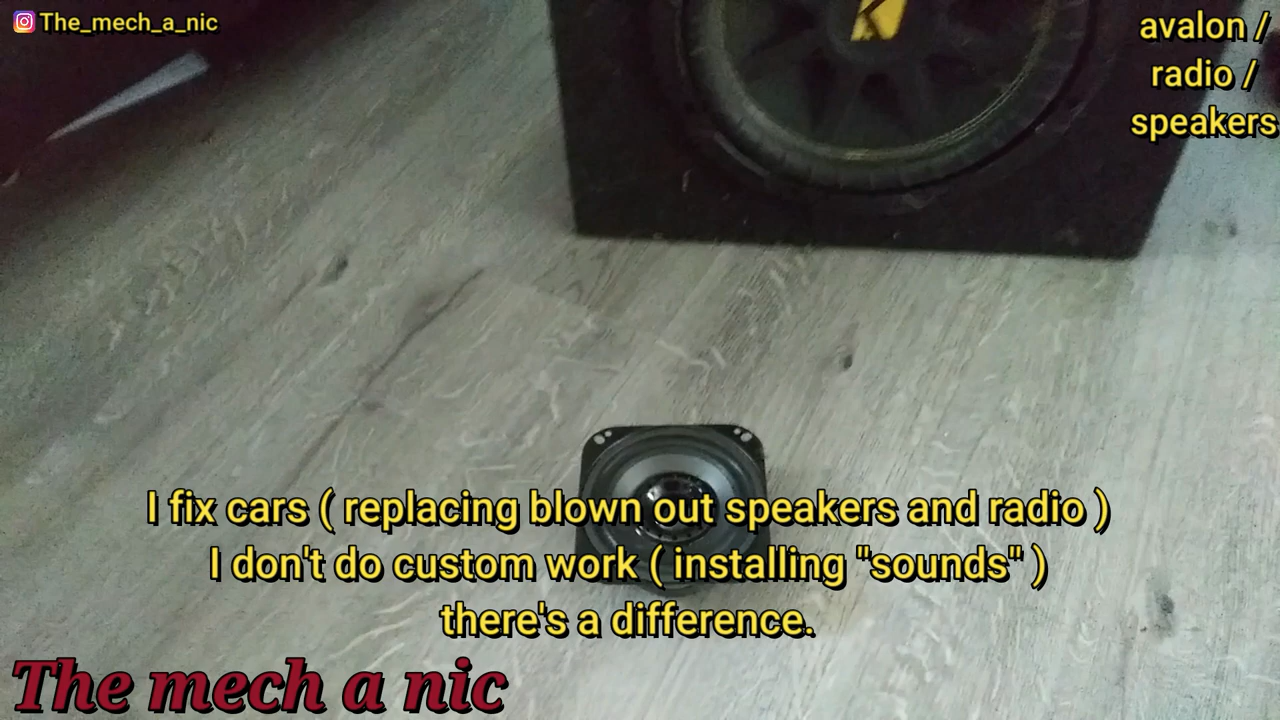 The_mech_a_nic
avalon /
radio /
speakers
K
I fix cars ( replacing blown out speakers and radio )
I don't do custom work ( installing "sounds" )
there's a difference.
The mech a nic